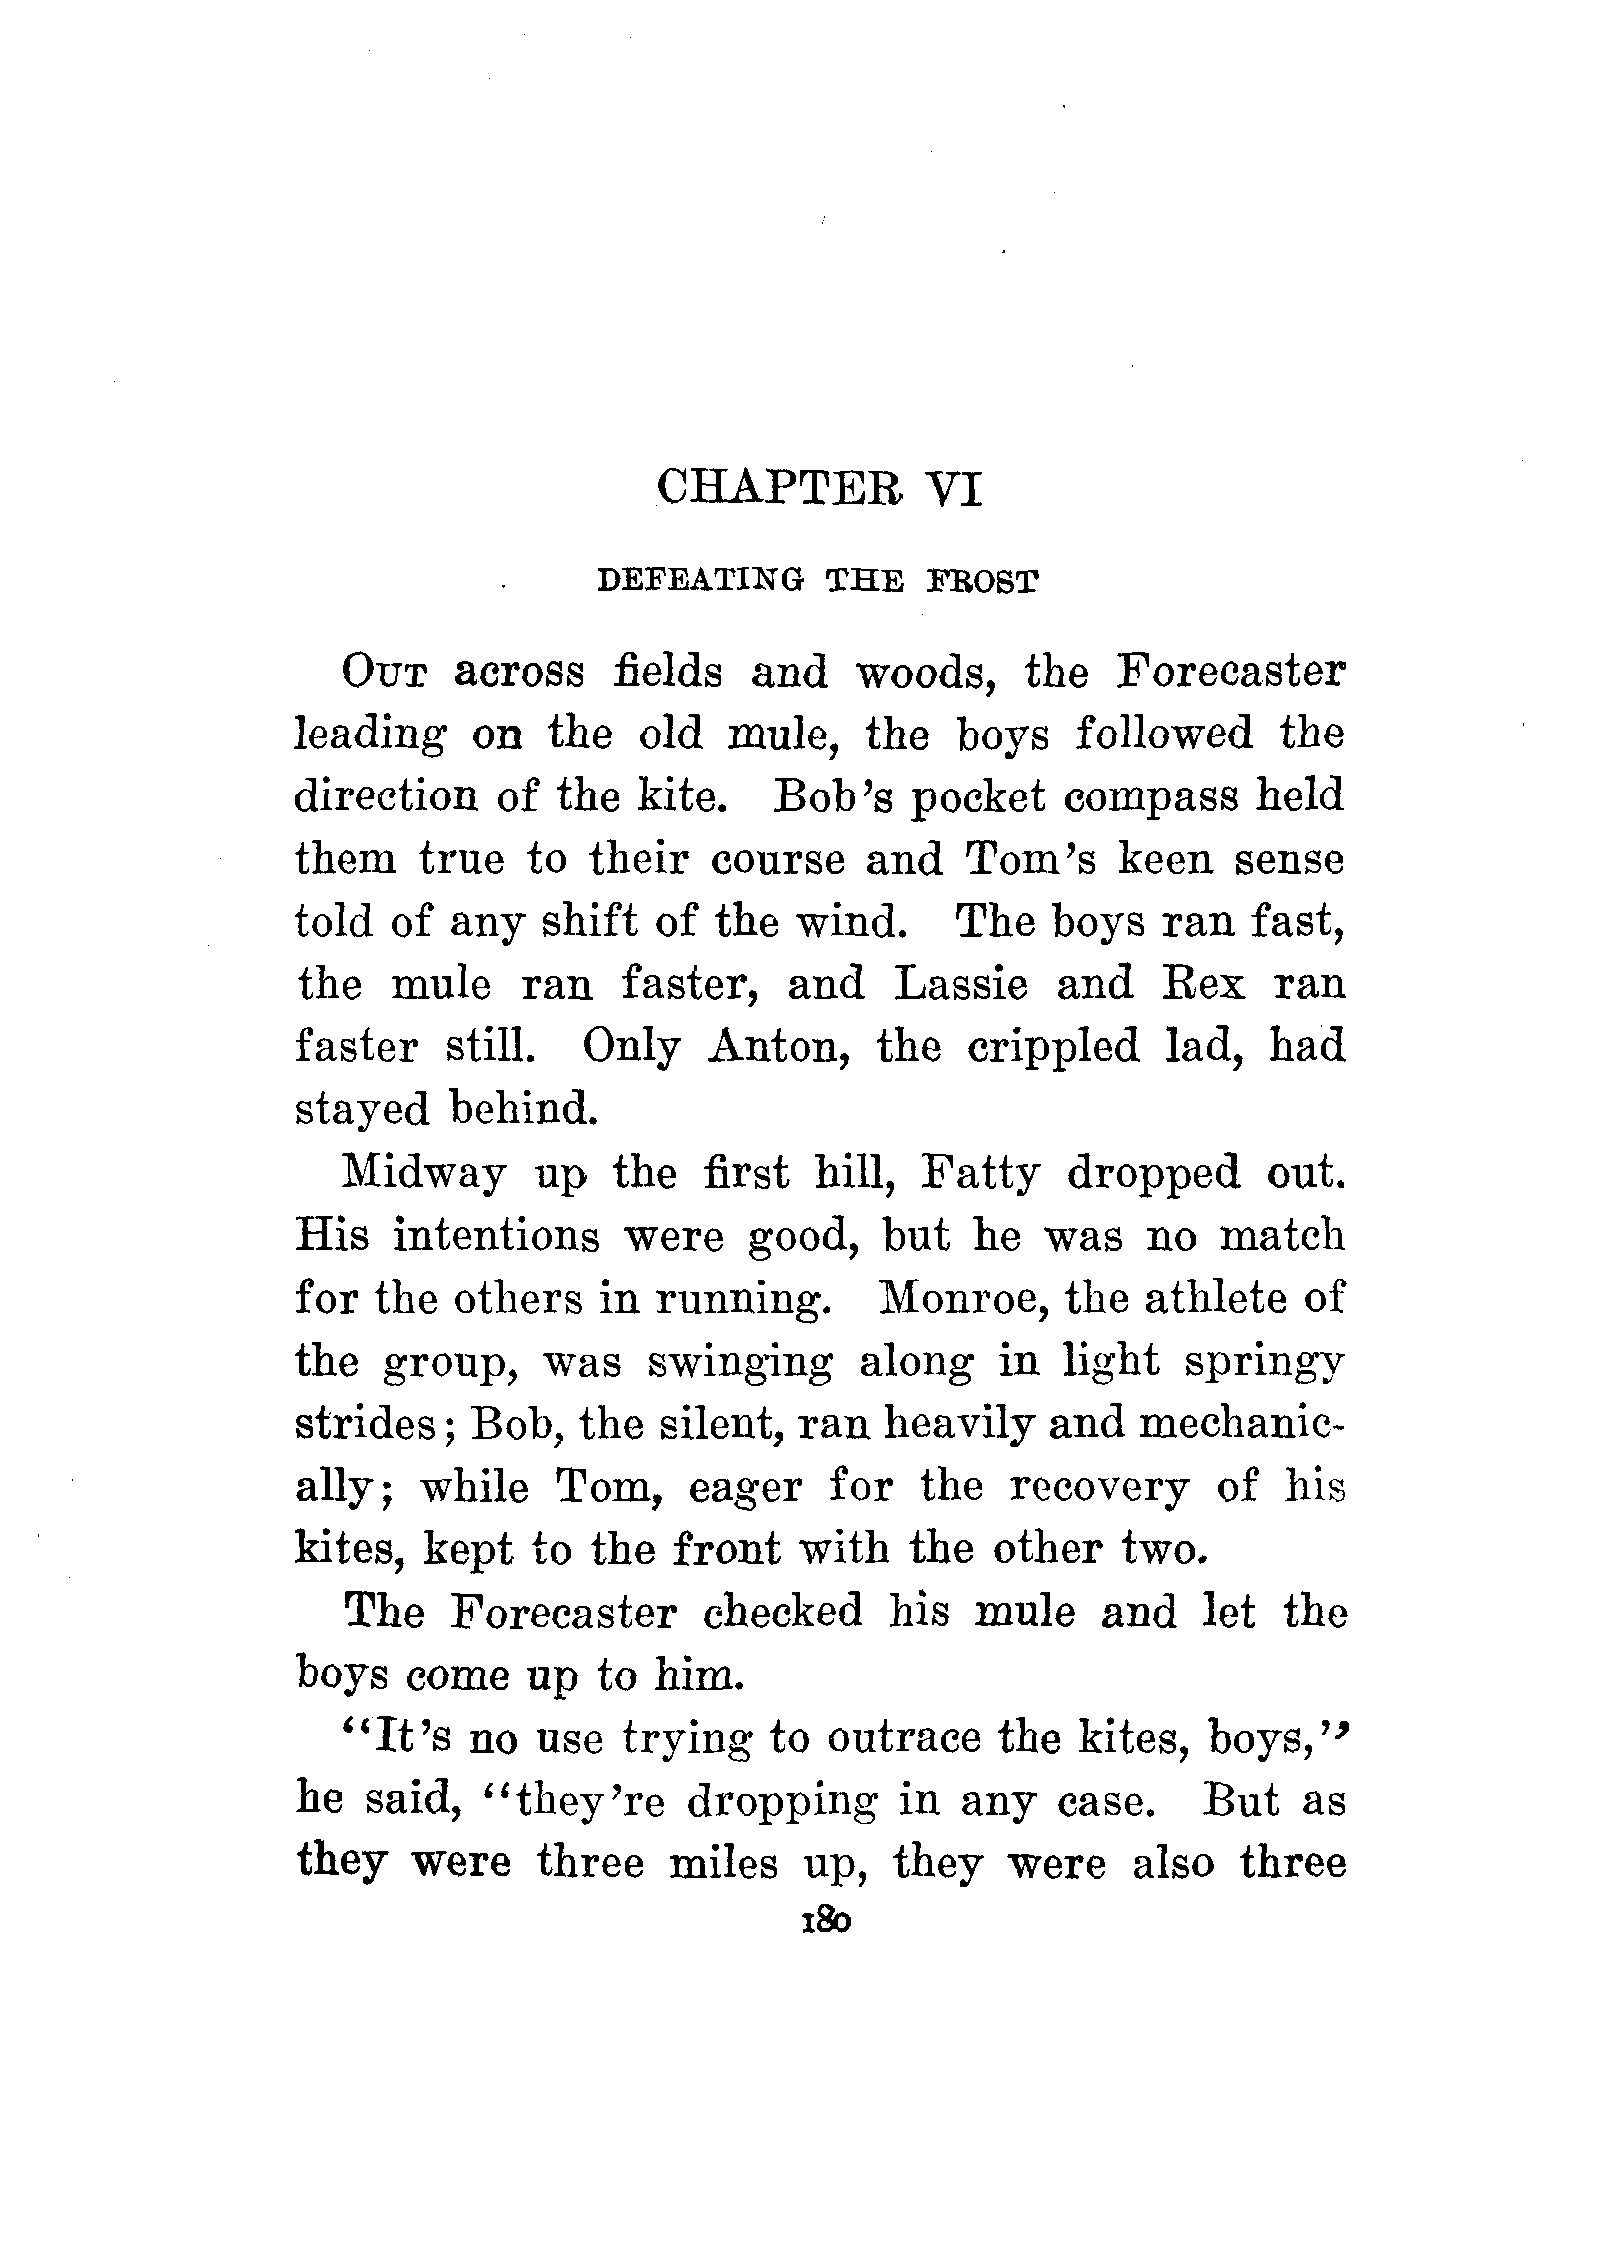 CHAPTER VI
DEFEATING THE FROST
OUT across fields and woods, the Forecaster
leading on the old mule, the boys followed the
direction of the kite. Bob's pocket compass held
them true to their course and Tom's keen sense
told of any shift of the wind. The boys ran fast,
the mule ran faster, and Lassie and Rex ran
faster still. Only Anton, the crippled lad, had
stayed behind.
Midway up the first hill, Fatty dropped out.
His intentions were good, but he was no match
for the others in running. Monroe, the athlete of
the group, was swinging along in light springy
strides; Bob, the silent, ran heavily and mechanic-
ally; while Tom, eager for the recovery of his
kites, kept to the front with the other two.
The Forecaster checked his mule and let the
boys come up to him.
"It's no use trying to outrace the kites, boys,"
he said, "they're dropping in any case. But as
they were three miles up, they were also three
180